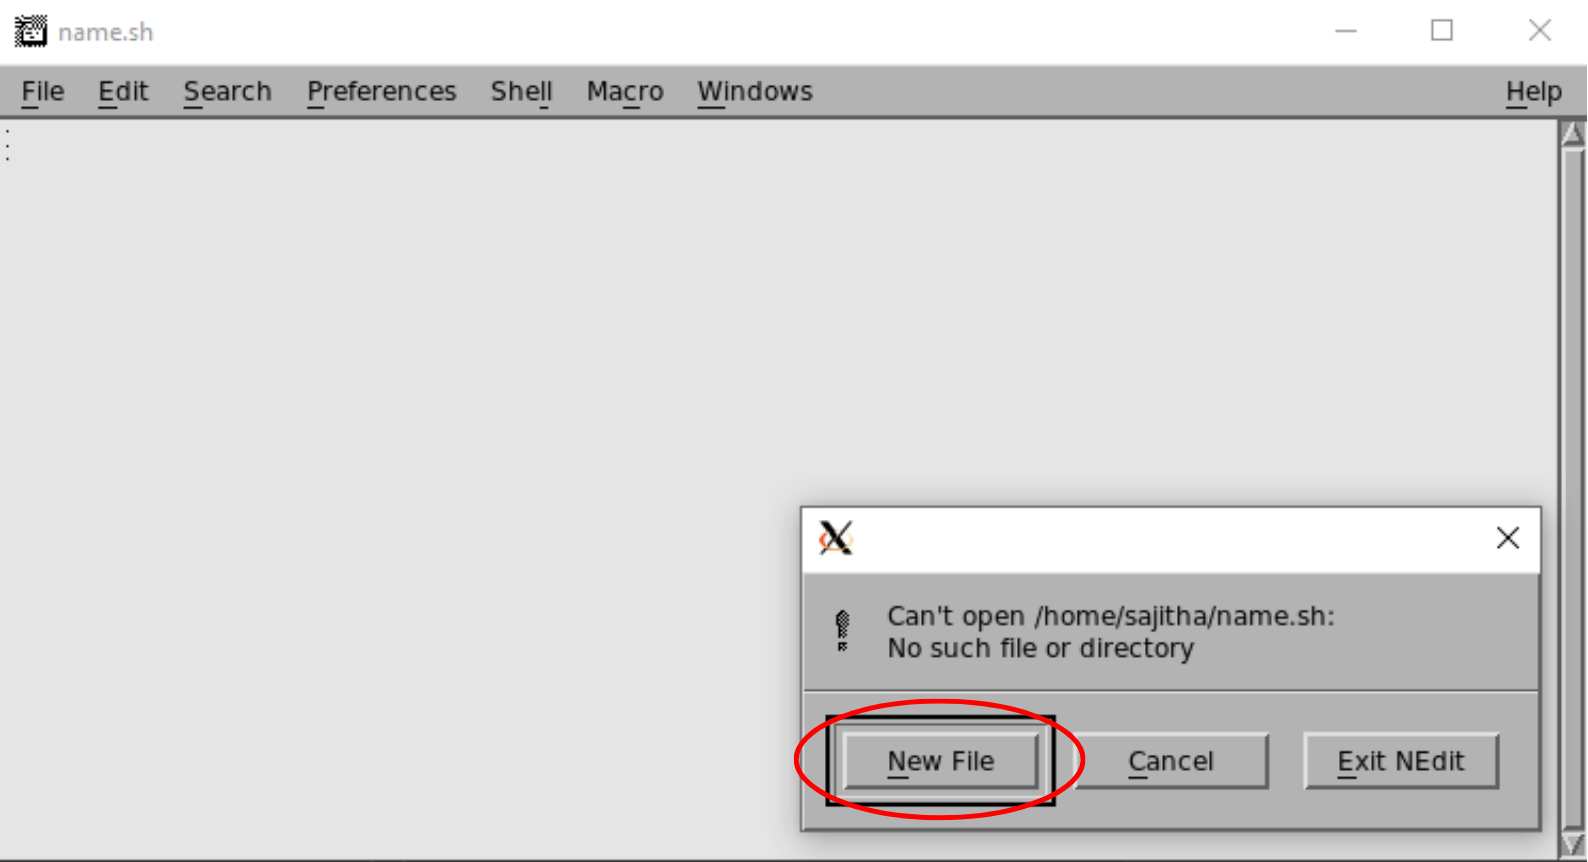 name.sh
File Edit Search Preferences Shell Macro Windows Help
Can't open /home/sajitha/name.sh:
No such file or directory
New File Cancel Exit NEdit